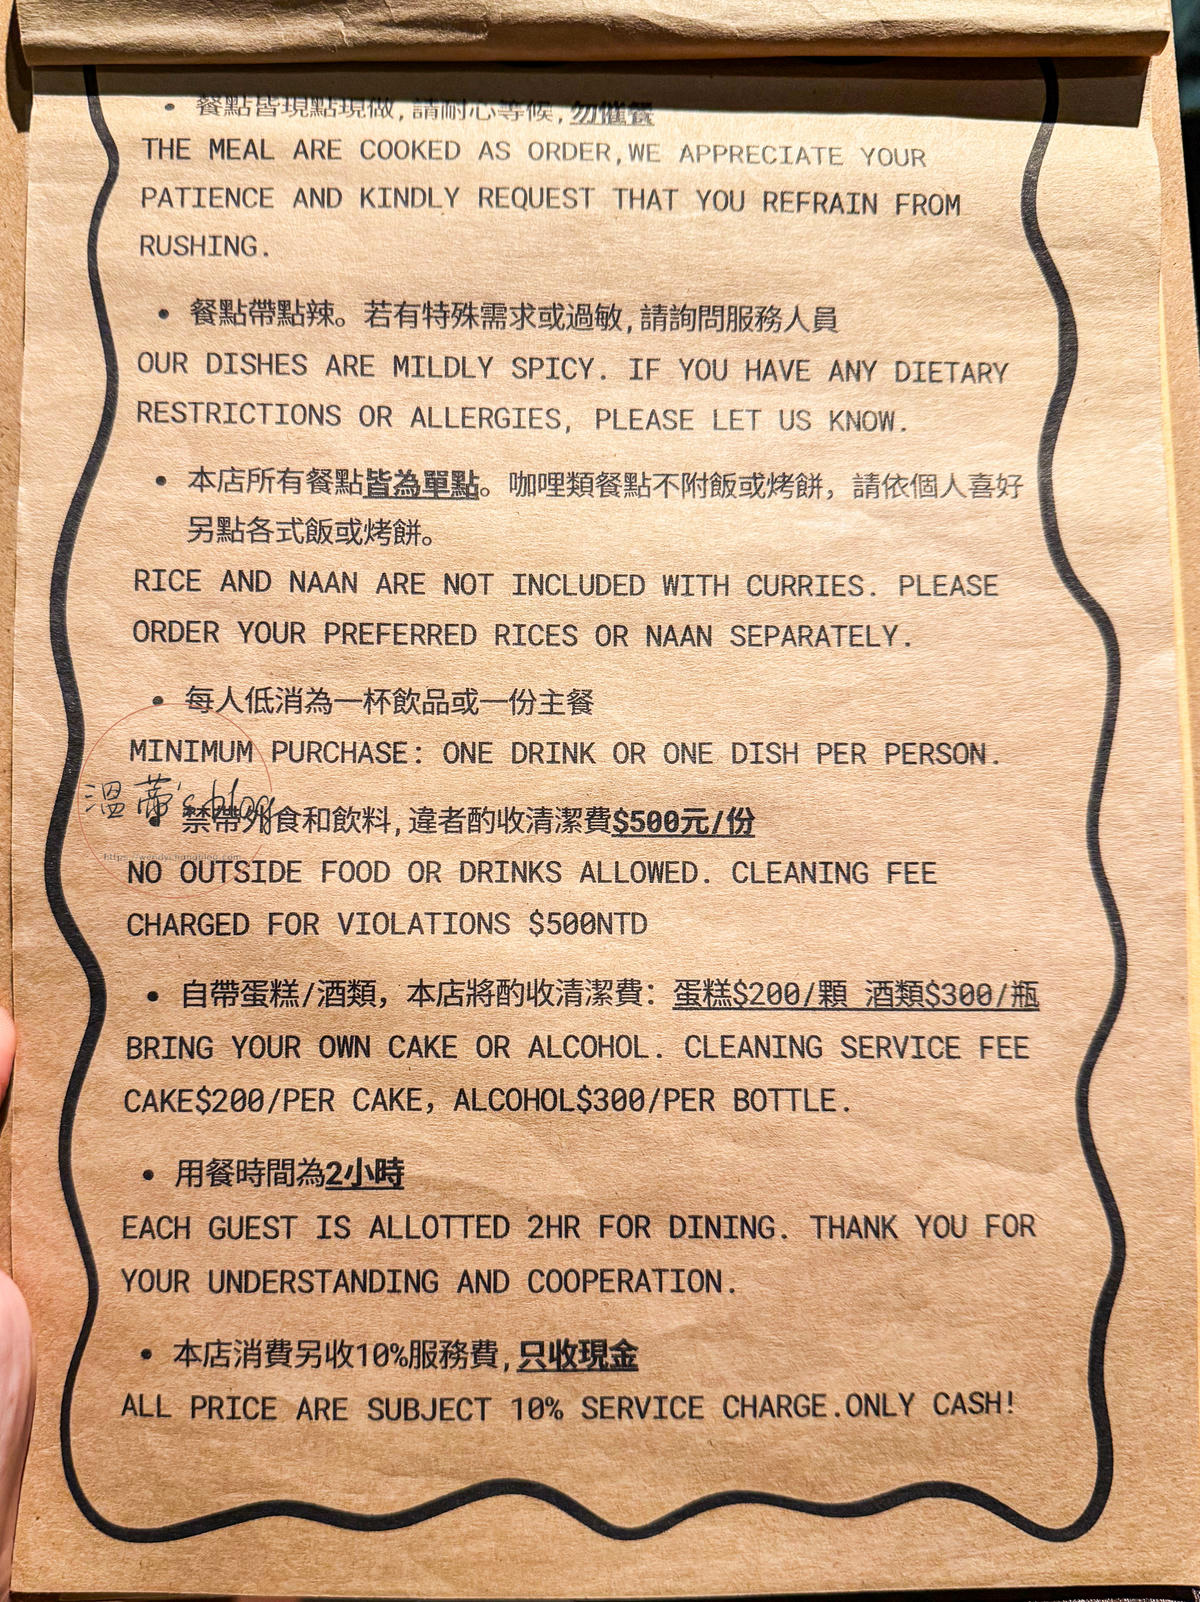 • 餐點皆現點現做,請耐心等候,勿催餐
THE MEAL ARE COOKED AS ORDER,WE APPRECIATE YOUR
PATIENCE AND KINDLY REQUEST THAT YOU REFRAIN FROM
RUSHING.
• 餐點帶點辣。若有特殊需求或過敏,請詢問服務人員
OUR DISHES ARE MILDLY SPICY. IF YOU HAVE ANY DIETARY
RESTRICTIONS OR ALLERGIES, PLEASE LET US KNOW.
• 本店所有餐點皆為單點。咖哩類餐點不附飯或烤餅，請依個人喜好
另點各式飯或烤餅。
RICE AND NAAN ARE NOT INCLUDED WITH CURRIES. PLEASE
ORDER YOUR PREFERRED RICES OR NAAN SEPARATELY.
• 每人低消為一杯飲品或一份主餐
MINIMUM PURCHASE: ONE DRINK OR ONE DISH PER PERSON.
溫蒂's blog
• 禁帶外食和飲料,違者酌收清潔費$500元/份
NO OUTSIDE FOOD OR DRINKS ALLOWED. CLEANING FEE
CHARGED FOR VIOLATIONS $500NTD
• 自帶蛋糕/酒類，本店將酌收清潔費：蛋糕$200/顆 酒類$300/瓶
BRING YOUR OWN CAKE OR ALCOHOL. CLEANING SERVICE FEE
CAKE$200/PER CAKE, ALCOHOL$300/PER BOTTLE.
• 用餐時間為2小時
EACH GUEST IS ALLOTTED 2HR FOR DINING. THANK YOU FOR
YOUR UNDERSTANDING AND COOPERATION.
• 本店消費另收10%服務費,只收現金
ALL PRICE ARE SUBJECT 10% SERVICE CHARGE.ONLY CASH!